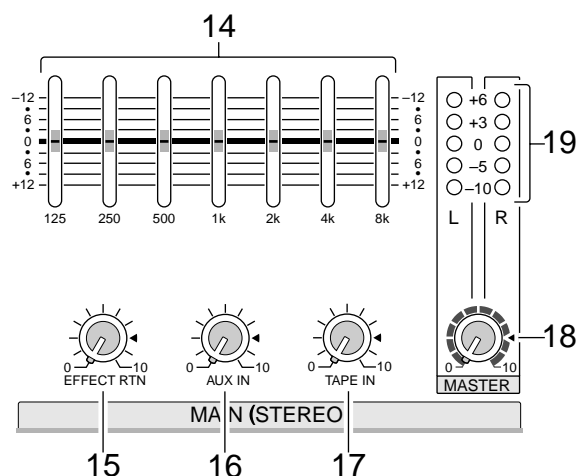 14
−12 −12 +6
6 6 +3 19
0 0 0
6 6 −5
+12 +12 −10
125 250 500 1k 2k 4k 8k L R
18
0 10 0 10 0 10 0 10
EFFECT RTN AUX IN TAPE IN MASTER
MAIN (STEREO
15 16 17